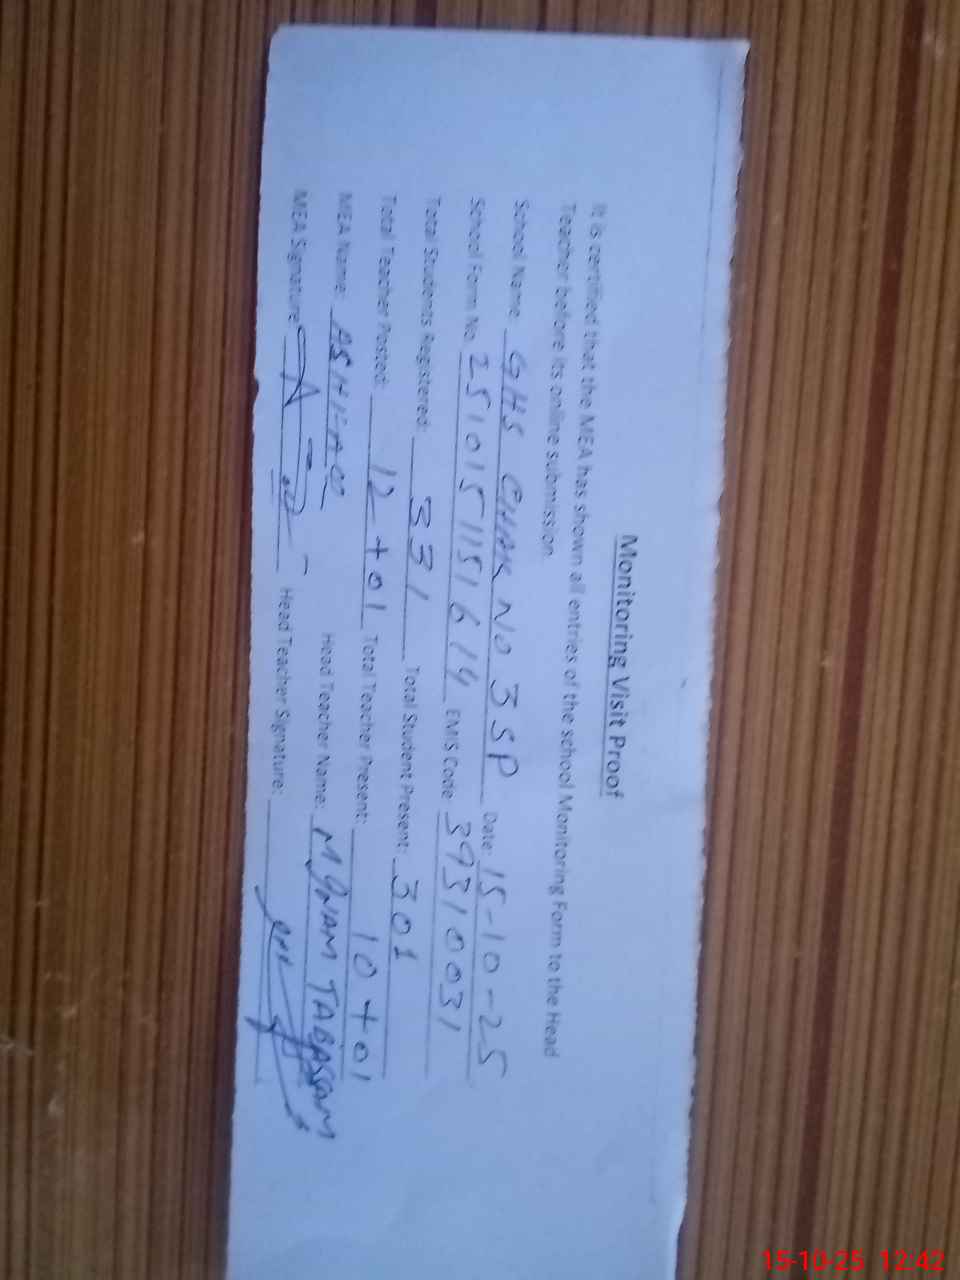 Monitoring Visit Proof
It is certified that the MEA has shown all entries of the school Monitoring Form to the Head
Teacher before its online submission.
School Name GHS CHAK NO 3 SP Date: 15-10-25
School Form No. 2510151151614 EMIS Code 39310031
Total Students Registered: 331 Total Student Present: 301
Total Teacher Posted: 12+01 Total Teacher Present: 10+01
MEA Name: Head Teacher Name: TABASSAM
MEA Signature: Head Teacher Signature:
15-10-25 12:42